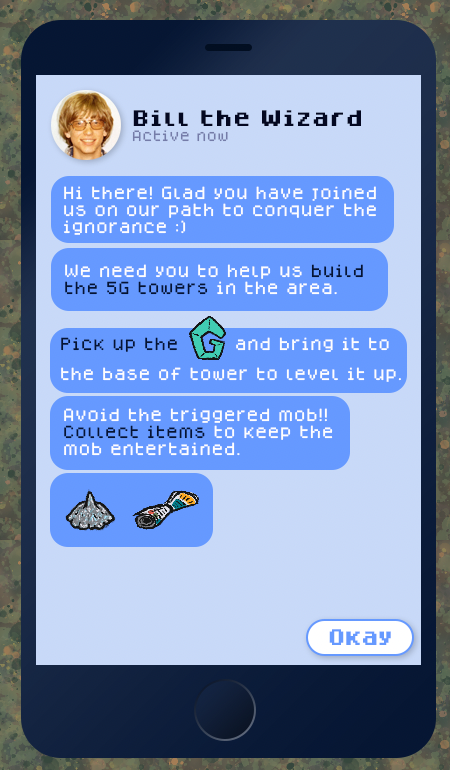 Bill the Wizard
Active now
Hi there! Glad you have joined
us on our path to conquer the
ignorance :)
We need you to help us build
the 5G towers in the area.
Pick up the G and bring it to
the base of tower to level it up.
Avoid the triggered mob!!
Collect items to keep the
mob entertained.
Okay